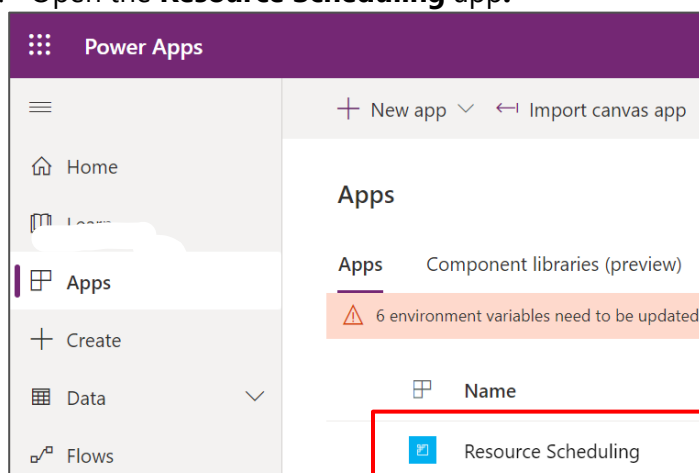 Open the Resource Scheduling app.
Power Apps
New app
Import canvas app
Home
Apps
Apps
Apps
Component libraries (preview)
6 environment variables need to be updated
Create
Name
Data
Resource Scheduling
Flows